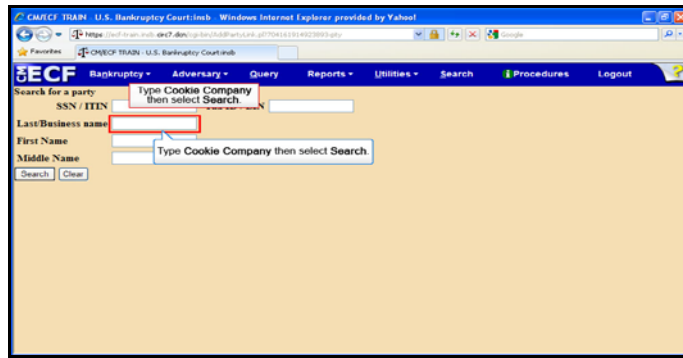 CM/ECF TRAIN - U.S. Bankruptcy Court:insb - Windows Internet Explorer provided by Yahoo!
Google
Favorites CM/ECF TRAIN - U.S. Bankruptcy Court:insb
ECF Bankruptcy Adversary Query Reports Utilities Search Procedures Logout ?
Search for a party
Type Cookie Company
then select Search.
SSN / ITIN
Last/Business name
First Name
Type Cookie Company then select Search.
Middle Name
Search Clear